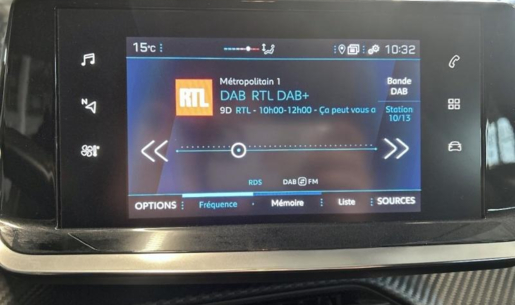 15°C 10:32
N
Métropolitain 1
Bande
DAB
RTL
DAB RTL DAB+
9D RTL - 10h00-12h00 - Ça peut vous a
Station
10/13
RDS DAB FM
OPTIONS Fréquence Mémoire Liste SOURCES